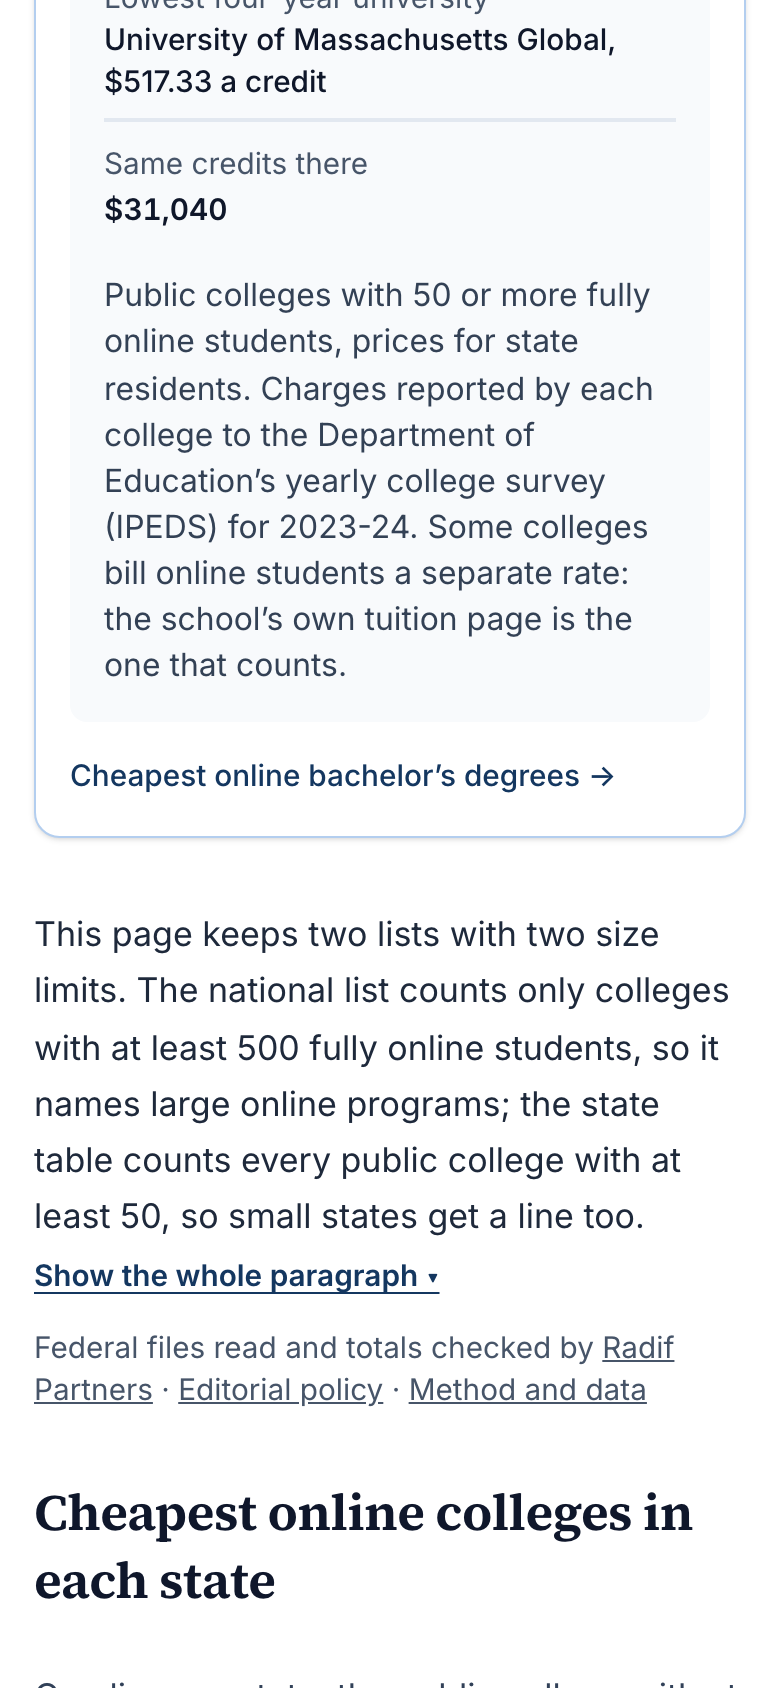 Lowest four-year university
University of Massachusetts Global,
$517.33 a credit
Same credits there
$31,040
Public colleges with 50 or more fully
online students, prices for state
residents. Charges reported by each
college to the Department of
Education’s yearly college survey
(IPEDS) for 2023-24. Some colleges
bill online students a separate rate:
the school’s own tuition page is the
one that counts.
Cheapest online bachelor’s degrees →
This page keeps two lists with two size
limits. The national list counts only colleges
with at least 500 fully online students, so it
names large online programs; the state
table counts every public college with at
least 50, so small states get a line too.
Show the whole paragraph ▾
Federal files read and totals checked by Radif
Partners · Editorial policy · Method and data
Cheapest online colleges in
each state